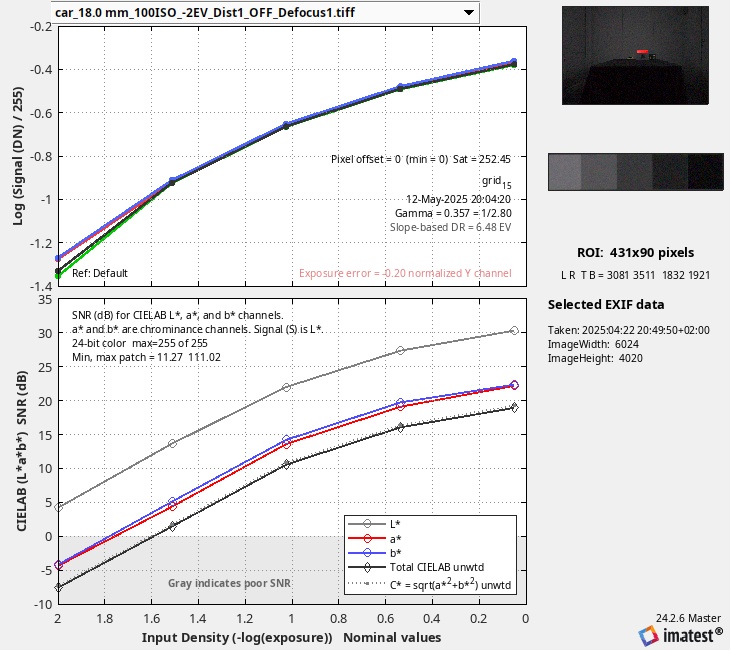 car_18.0 mm_100ISO_-2EV_Dist1_OFF_Defocus1.tiff
Log (Signal (DN) / 255)
-0.2
-0.4
-0.6
-0.8
-1
-1.2
-1.4
Pixel offset = 0 (min = 0) Sat = 252.45
grid15
12-May-2025 20:04:20
Gamma = 0.357 = 1/2.80
Slope-based DR = 6.48 EV
Ref: Default
Exposure error = -0.20 normalized Y channel
ROI: 431x90 pixels
L R T B = 3081 3511 1832 1921
Selected EXIF data
Taken: 2025:04:22 20:49:50+02:00
ImageWidth: 6024
ImageHeight: 4020
CIELAB (L*a*b*) SNR (dB)
35
30
25
20
15
10
5
0
-5
-10
SNR (dB) for CIELAB L*, a*, and b* channels.
a* and b* are chrominance channels. Signal (S) is L*.
24-bit color max=255 of 255
Min, max patch = 11.27 111.02
L*
a*
b*
Total CIELAB unwtd
C* = sqrt(a*2+b*2) unwtd
Gray indicates poor SNR
2 1.8 1.6 1.4 1.2 1 0.8 0.6 0.4 0.2 0
Input Density (-log(exposure)) Nominal values
24.2.6 Master
imatest®